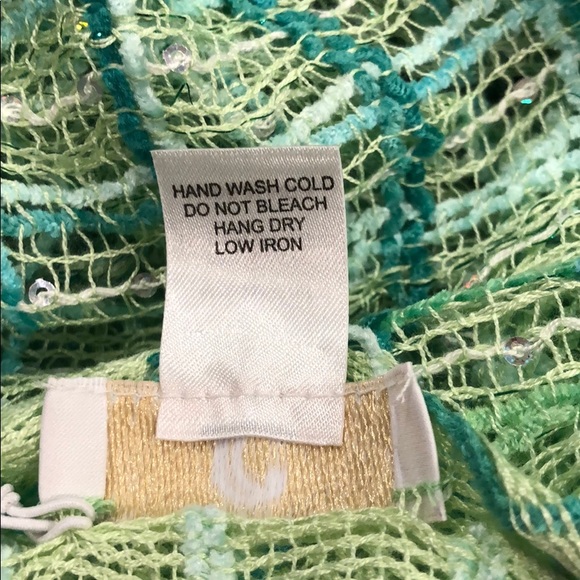 HAND WASH COLD
DO NOT BLEACH
HANG DRY
LOW IRON